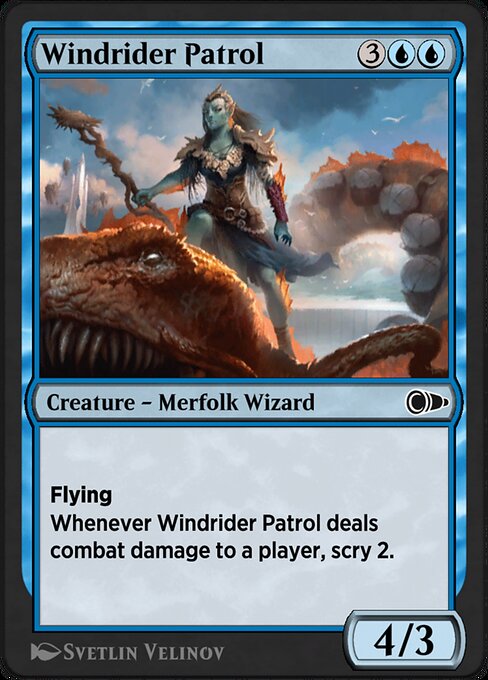 Windrider Patrol 3
Creature – Merfolk Wizard
Flying
Whenever Windrider Patrol deals
combat damage to a player, scry 2.
4/3
Svetlin Velinov